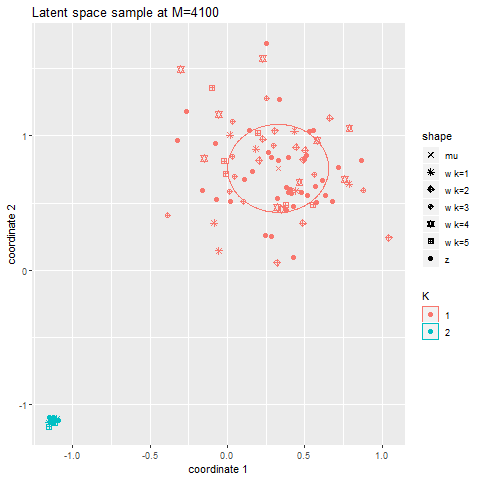 Latent space sample at M=4100
coordinate 2
1
0
-1
-1.0
-0.5
0.0
0.5
1.0
coordinate 1
shape
mu
w k=1
w k=2
w k=3
w k=4
w k=5
z
K
1
2